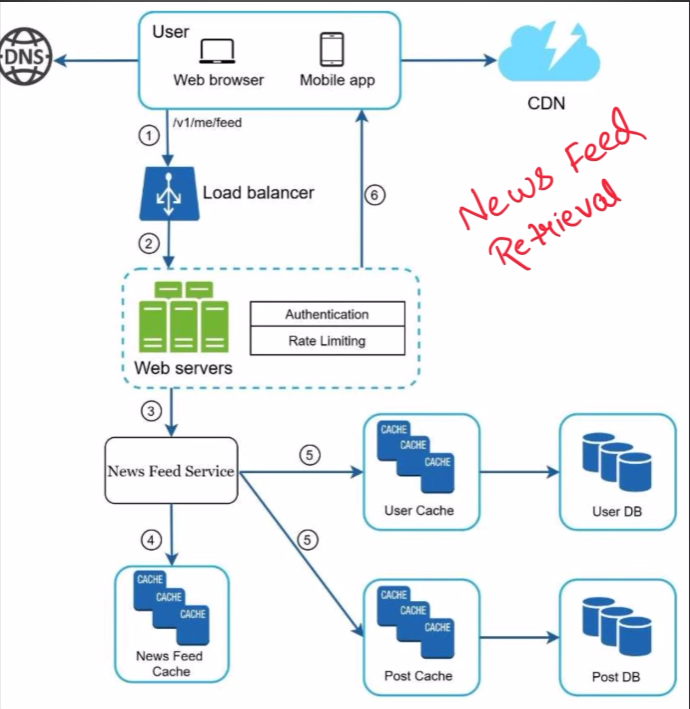 User
DNS
Web browser
Mobile app
CDN
/v1/me/feed
1
News Feed
Retrieval
Load balancer
6
2
Authentication
Rate Limiting
Web servers
3
News Feed Service
5
CACHE
CACHE
CACHE
User Cache
User DB
4
5
CACHE
CACHE
CACHE
News Feed
Cache
CACHE
CACHE
CACHE
Post Cache
Post DB